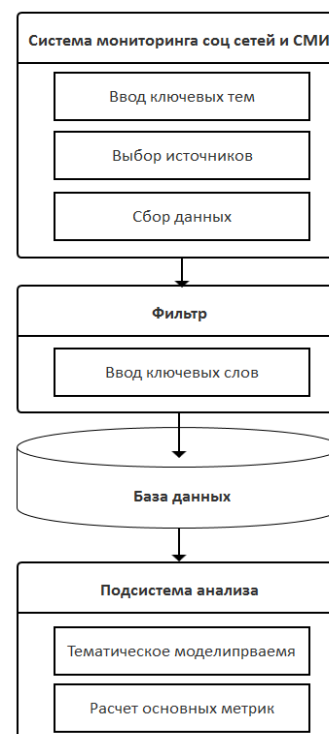 Система мониторинга соц сетей и СМИ
Ввод ключевых тем
Выбор источников
Сбор данных
Фильтр
Ввод ключевых слов
База данных
Подсистема анализа
Тематическое моделипрваемя
Расчет основных метрик